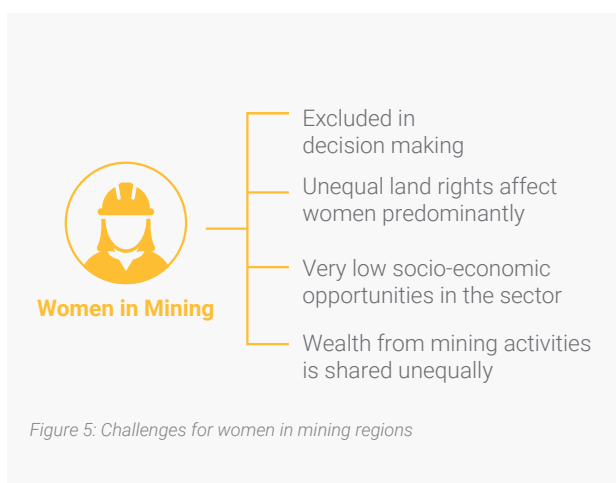 Women in Mining
Excluded in
decision making
Unequal land rights affect
women predominantly
Very low socio-economic
opportunities in the sector
Wealth from mining activities
is shared unequally
Figure 5: Challenges for women in mining regions